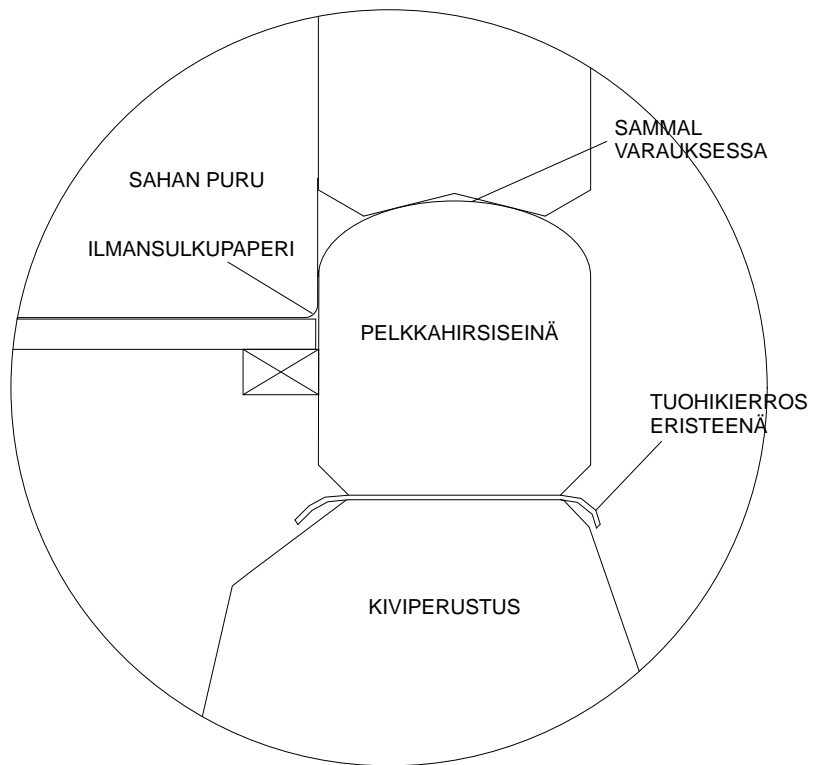 SAMMAL
VARAUKSESSA
SAHAN PURU
ILMANSULKUPAPERI
PELKKAHIRSISEINÄ
TUOHIKIERROS
ERISTEENÄ
KIVIPERUSTUS